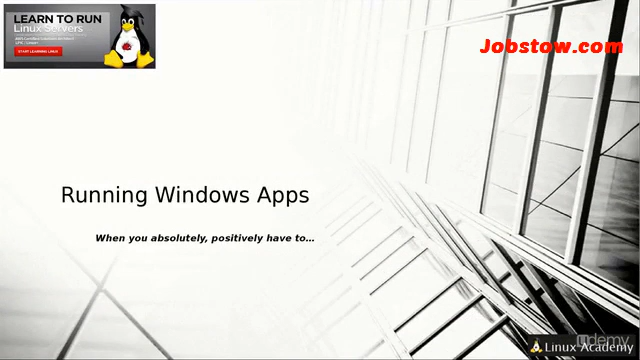 LEARN TO RUN
Linux Servers
START LEARNING LINUX
Jobstow.com
Running Windows Apps
When you absolutely, positively have to...
udemy
Linux Academy